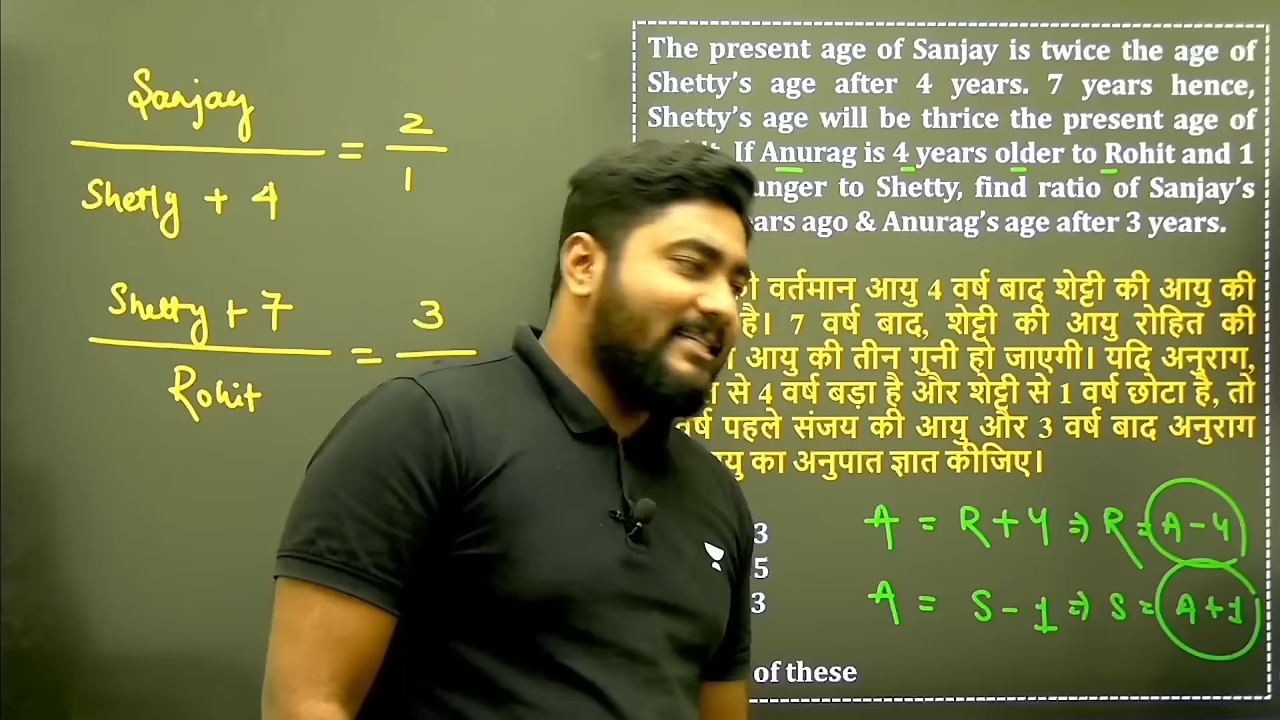 Sanjay
Shetty + 4
= 2
1
Shetty + 7
Rohit
= 3
The present age of Sanjay is twice the age of
Shetty's age after 4 years. 7 years hence,
Shetty's age will be thrice the present age of
If Anurag is 4 years older to Rohit and 1
to Shetty, find ratio of Sanjay's
ago & Anurag's age after 3 years.
वर्तमान आयु 4 वर्ष बाद शेट्टी की आयु की
है। 7 वर्ष बाद, शेट्टी की आयु रोहित की
आयु की तीन गुनी हो जाएगी। यदि अनुराग,
से 4 वर्ष बड़ा है और शेट्टी से 1 वर्ष छोटा है, तो
वर्ष पहले संजय की आयु और 3 वर्ष बाद अनुराग
का अनुपात ज्ञात कीजिए।
3
5
3
of these
A = R+4 ⇒ R = A-4
A = S-1 ⇒ S = A+1